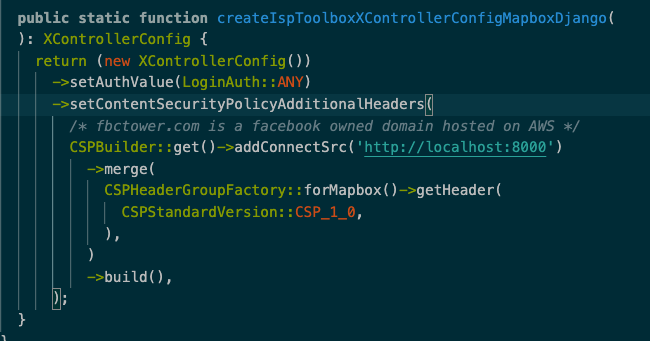 public static function createIspToolboxXControllerConfigMapboxDjango(
): XControllerConfig {
return (new XControllerConfig())
->setAuthValue(LoginAuth::ANY)
->setContentSecurityPolicyAdditionalHeaders(
/* fbctower.com is a facebook owned domain hosted on AWS */
CSPBuilder::get()->addConnectSrc('http://localhost:8000')
->merge(
CSPHeaderGroupFactory::forMapbox()->getHeader(
CSPStandardVersion::CSP_1_0,
),
)
->build(),
);
}
}